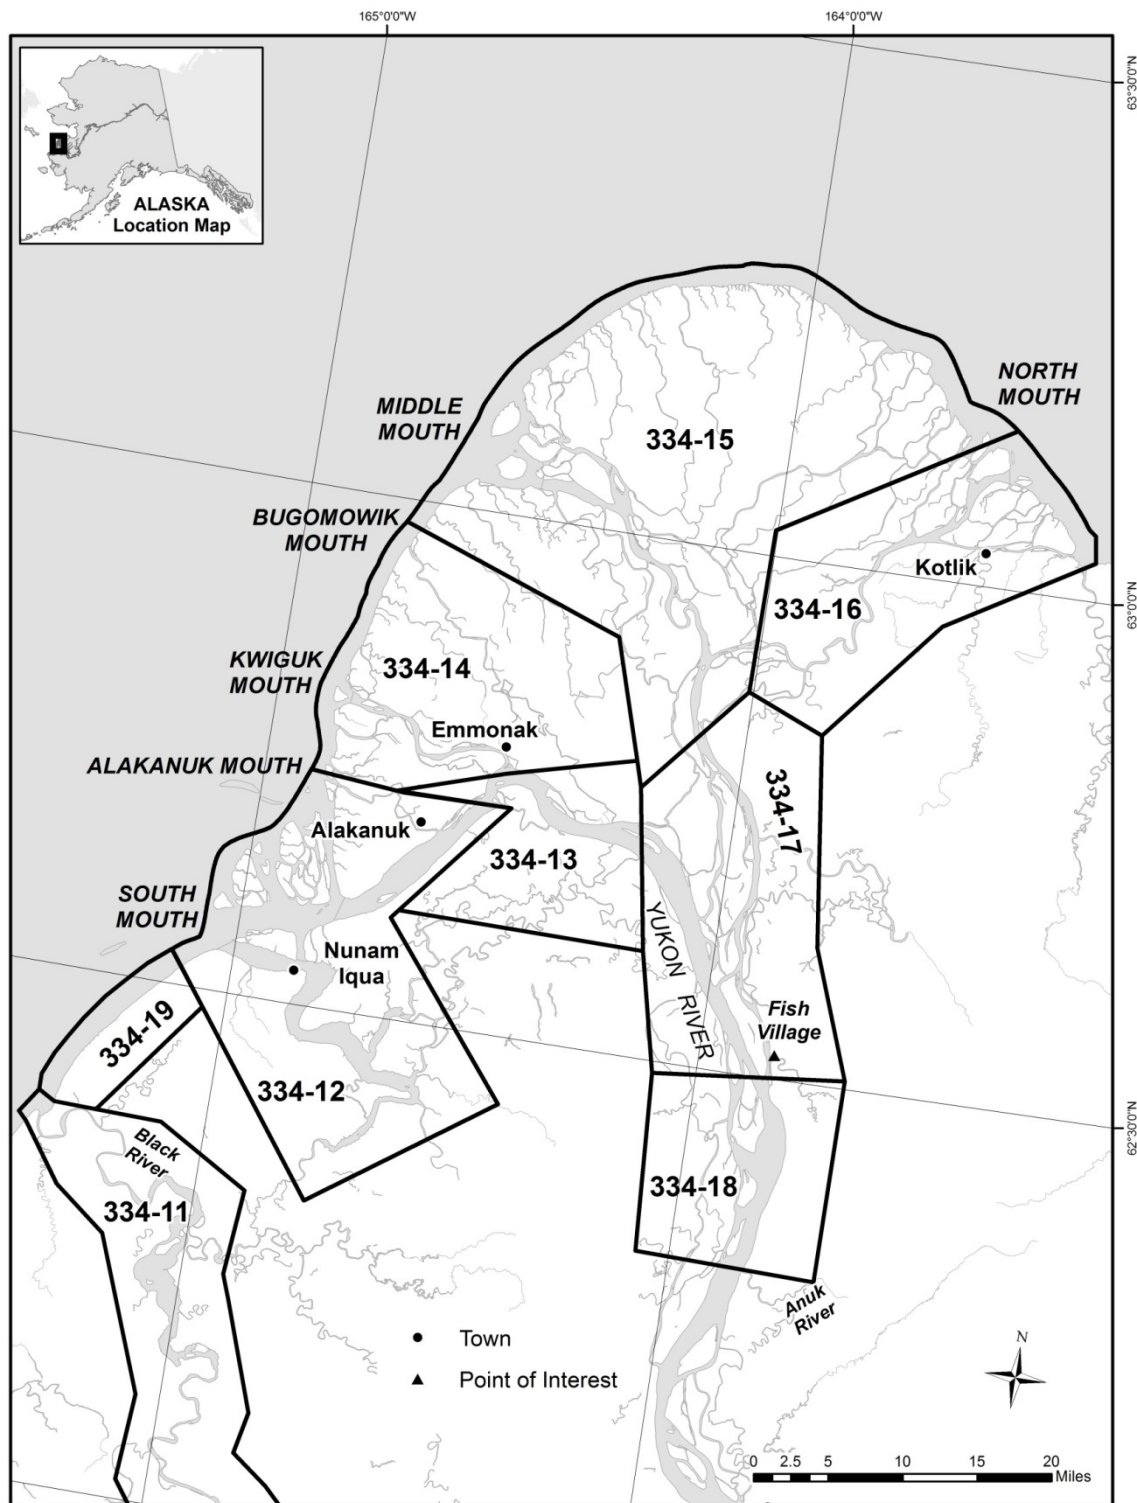 165°0'0"W
164°0'0"W
63°30'0"N
ALASKA
Location Map
NORTH
MOUTH
MIDDLE
MOUTH
334-15
BUGOMOWIK
MOUTH
Kotlik
63°0'0"N
334-16
KWIGUK
MOUTH
334-14
Emmonak
ALAKANUK MOUTH
334-17
Alakanuk
334-13
SOUTH
MOUTH
YUKON RIVER
Nunam
Iqua
Fish
Village
334-19
334-12
62°30'0"N
Black
River
334-18
334-11
Anuk
River
Town
Point of Interest
N
0 2.5 5 10 15 20
Miles